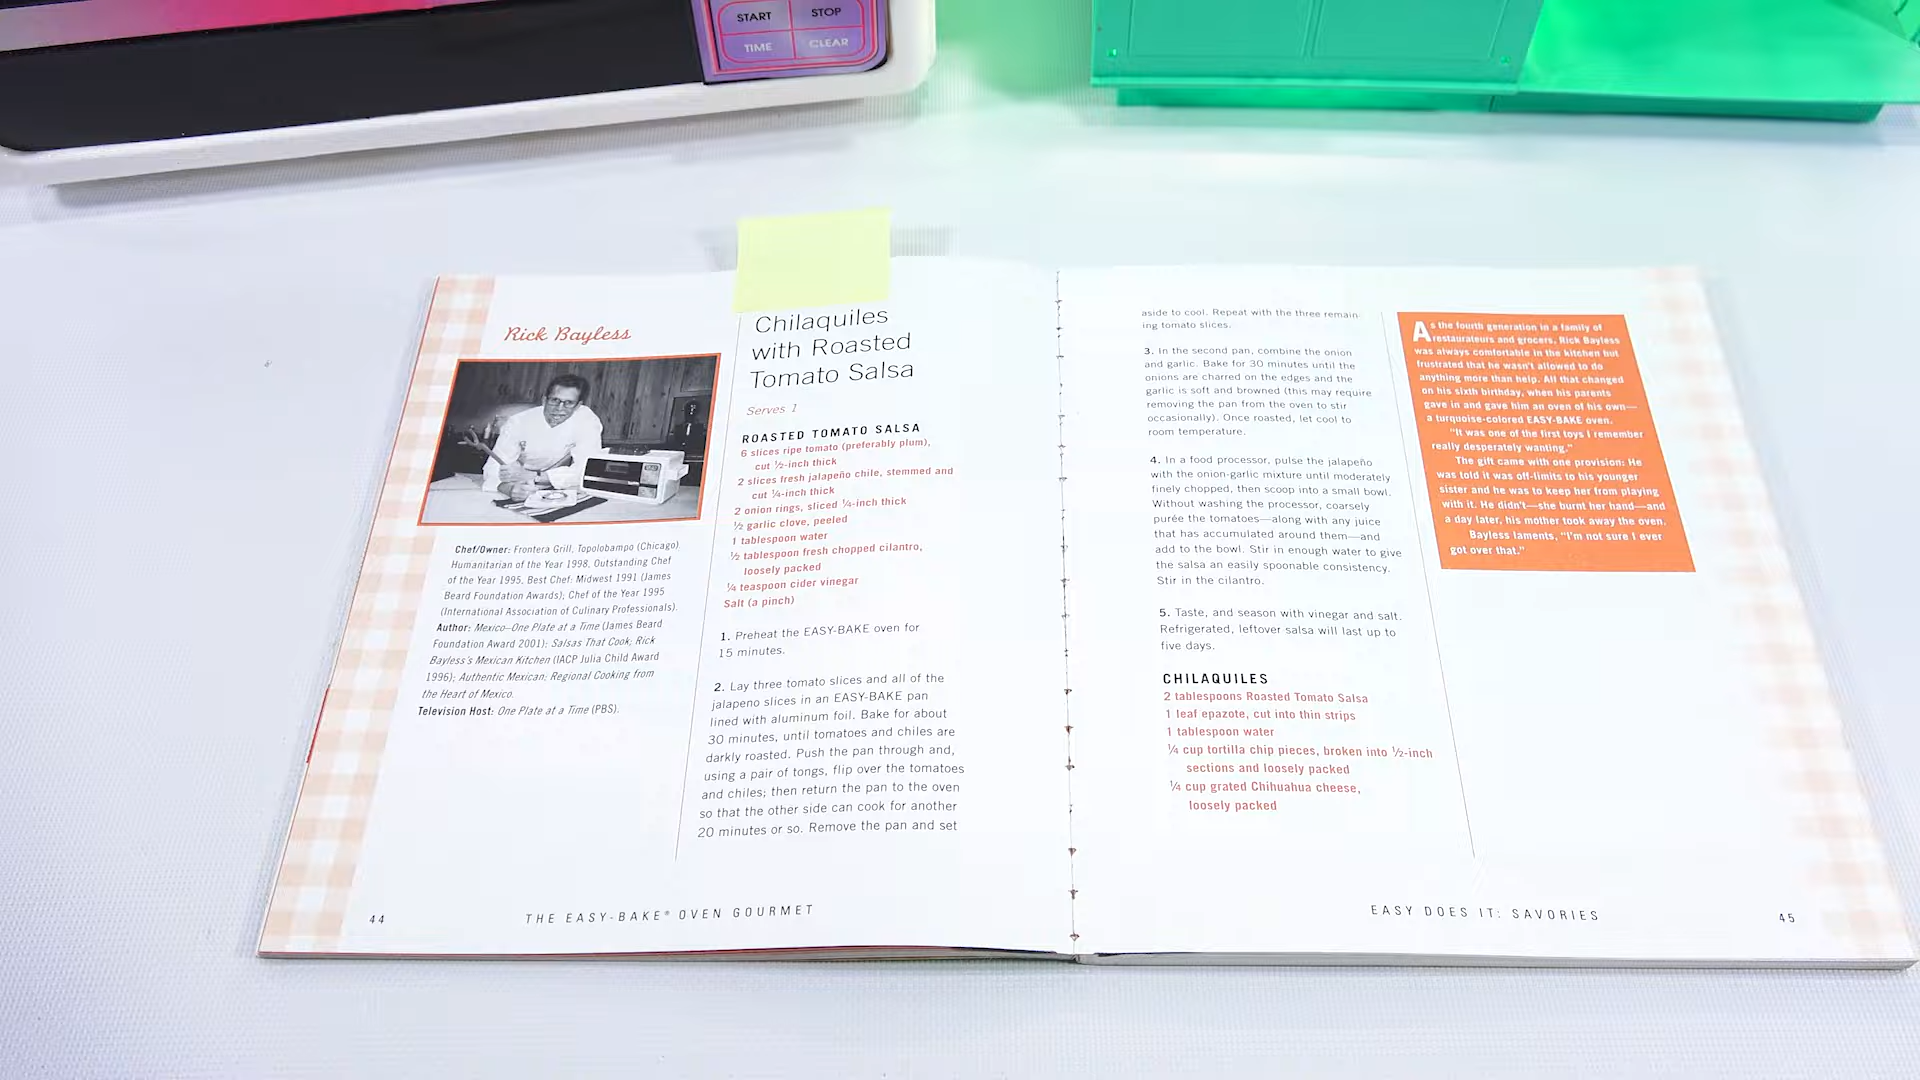 START
STOP
TIME
CLEAR
Rick Bayless
Chef/Owner: Frontera Grill, Topolobampo (Chicago)
Humanitarian of the Year 1998, Outstanding Chef
of the Year 1995, Best Chef: Midwest 1991 (James
Beard Foundation Awards); Chef of the Year 1995
(International Association of Culinary Professionals).
Author: Mexico—One Plate at a Time (James Beard
Foundation Award 2001); Salsas That Cook; Rick
Bayless's Mexican Kitchen (IACP Julia Child Award
1996); Authentic Mexican: Regional Cooking from
the Heart of Mexico.
Television Host: One Plate at a Time (PBS).
Chilaquiles
with Roasted
Tomato Salsa
Serves 1
ROASTED TOMATO SALSA
6 slices ripe tomato (preferably plum),
cut ½-inch thick
2 slices fresh jalapeño chile, stemmed and
cut ¼-inch thick
2 onion rings, sliced ¼-inch thick
½ garlic clove, peeled
1 tablespoon water
½ tablespoon fresh chopped cilantro,
loosely packed
¼ teaspoon cider vinegar
Salt (a pinch)
1. Preheat the EASY-BAKE oven for
15 minutes.
2. Lay three tomato slices and all of the
jalapeno slices in an EASY-BAKE pan
lined with aluminum foil. Bake for about
30 minutes, until tomatoes and chiles are
darkly roasted. Push the pan through and,
using a pair of tongs, flip over the tomatoes
and chiles; then return the pan to the oven
so that the other side can cook for another
20 minutes or so. Remove the pan and set
44
THE EASY-BAKE® OVEN GOURMET
aside to cool. Repeat with the three remain-
ing tomato slices.
3. In the second pan, combine the onion
and garlic. Bake for 30 minutes until the
onions are charred on the edges and the
garlic is soft and browned (this may require
removing the pan from the oven to stir
occasionally). Once roasted, let cool to
room temperature.
4. In a food processor, pulse the jalapeño
with the onion-garlic mixture until moderately
finely chopped, then scoop into a small bowl.
Without washing the processor, coarsely
purée the tomatoes—along with any juice
that has accumulated around them—and
add to the bowl. Stir in enough water to give
the salsa an easily spoonable consistency.
Stir in the cilantro.
5. Taste, and season with vinegar and salt.
Refrigerated, leftover salsa will last up to
five days.
CHILAQUILES
2 tablespoons Roasted Tomato Salsa
1 leaf epazote, cut into thin strips
1 tablespoon water
¼ cup tortilla chip pieces, broken into ½-inch
sections and loosely packed
¼ cup grated Chihuahua cheese,
loosely packed
As the fourth generation in a family of
restaurateurs and grocers, Rick Bayless
was always comfortable in the kitchen but
frustrated that he wasn't allowed to do
anything more than help. All that changed
on his sixth birthday, when his parents
gave in and gave him an oven of his own—
a turquoise-colored EASY-BAKE oven.
"It was one of the first toys I remember
really desperately wanting."
The gift came with one provision: He
was told it was off-limits to his younger
sister and he was to keep her from playing
with it. He didn't—she burnt her hand—and
a day later, his mother took away the oven.
Bayless laments, "I'm not sure I ever
got over that."
EASY DOES IT: SAVORIES
45